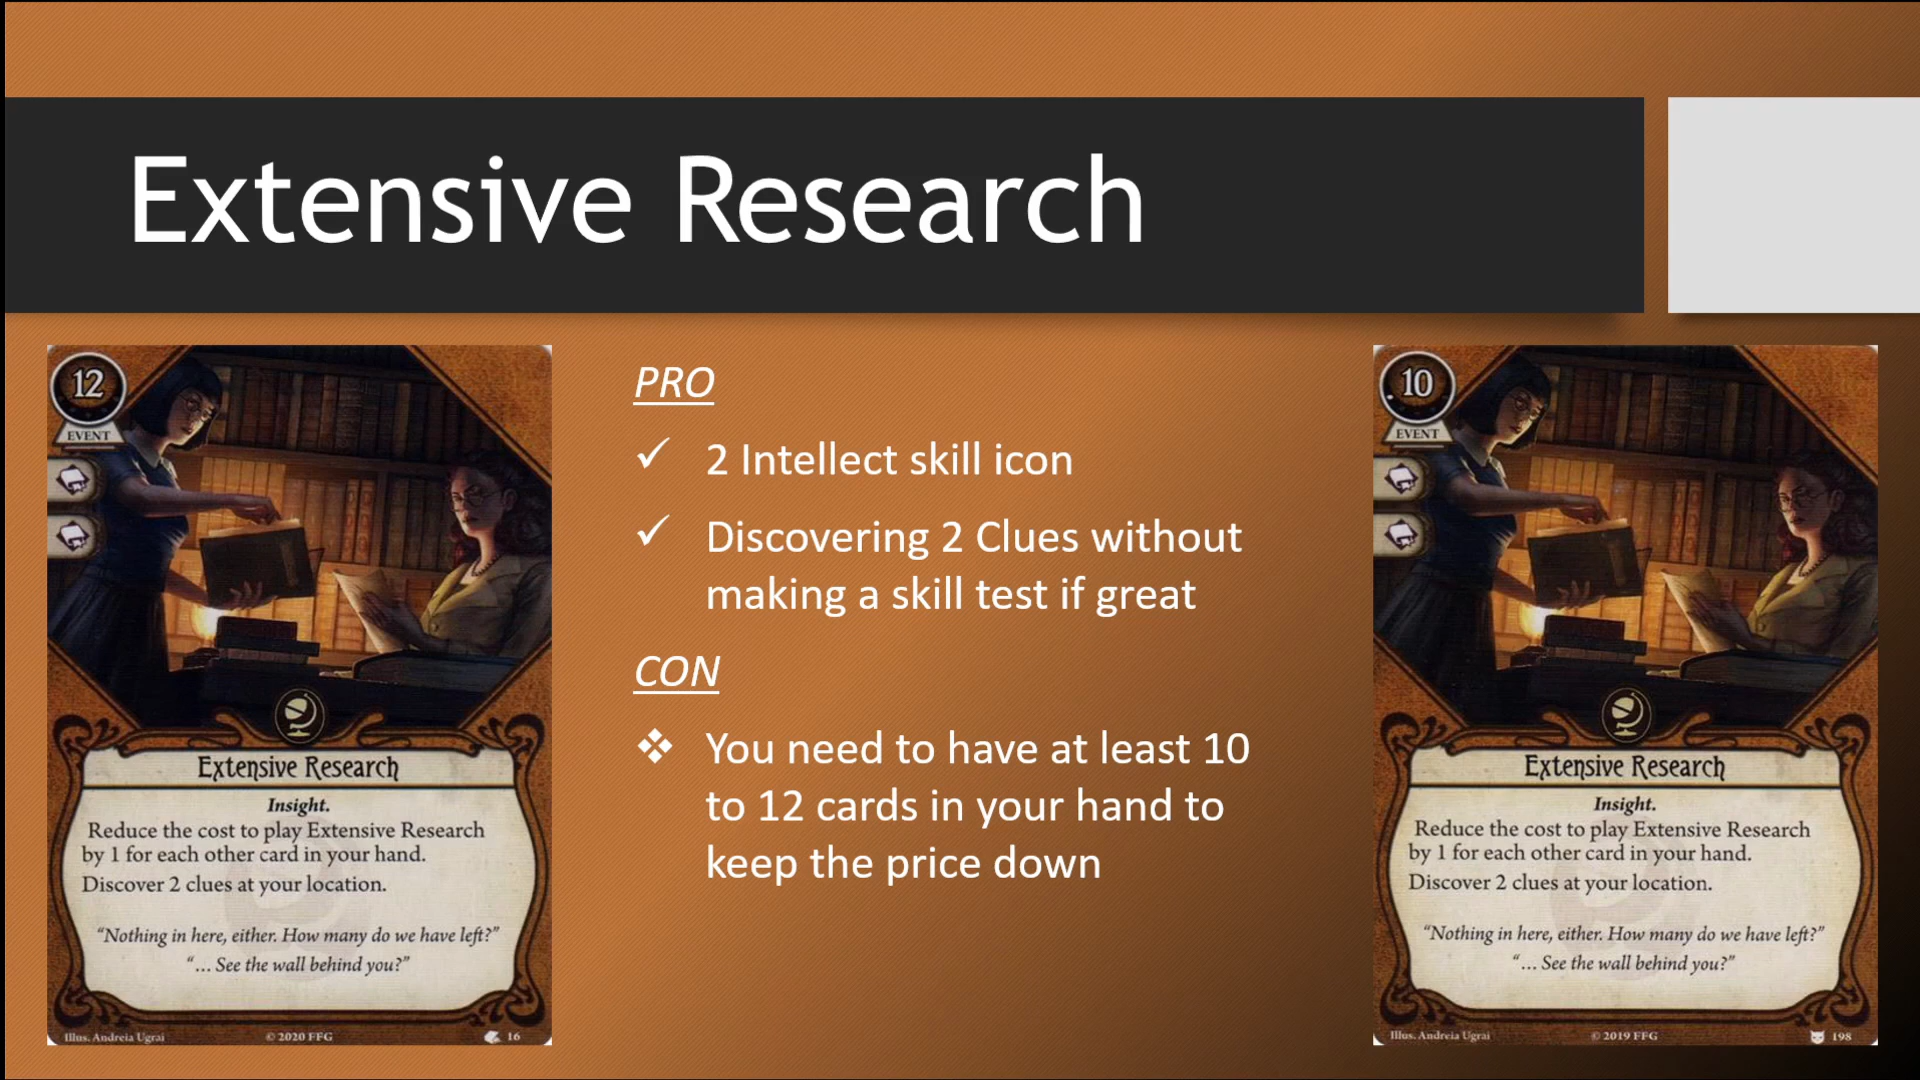 Extensive Research
12
EVENT
Extensive Research
Insight.
Reduce the cost to play Extensive Research
by 1 for each other card in your hand.
Discover 2 clues at your location.
“Nothing in here, either. How many do we have left?”
“… See the wall behind you?”
Illus. Andreia Ugrai
© 2020 FFG
16
PRO
2 Intellect skill icon
Discovering 2 Clues without
making a skill test if great
CON
You need to have at least 10
to 12 cards in your hand to
keep the price down
10
EVENT
Extensive Research
Insight.
Reduce the cost to play Extensive Research
by 1 for each other card in your hand.
Discover 2 clues at your location.
“Nothing in here, either. How many do we have left?”
“… See the wall behind you?”
Illus. Andreia Ugrai
© 2019 FFG
198